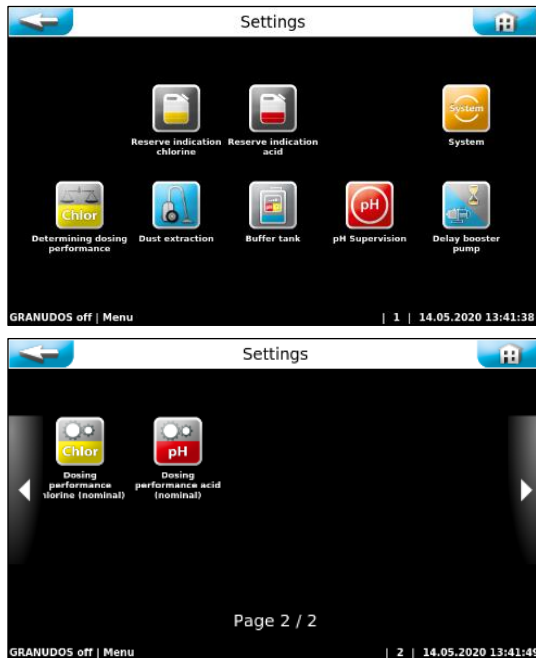 Settings
Reserve indication
chlorine
Reserve indication
acid
System
System
Chlor
pH
Determining dosing
performance
Dust extraction
Buffer tank
pH Supervision
Delay booster
pump
GRANUDOS off | Menu | 1 | 14.05.2020 13:41:38
Settings
Chlor
pH
Dosing
performance
hlorine (nominal)
Dosing
performance acid
(nominal)
Page 2 / 2
GRANUDOS off | Menu | 2 | 14.05.2020 13:41:49